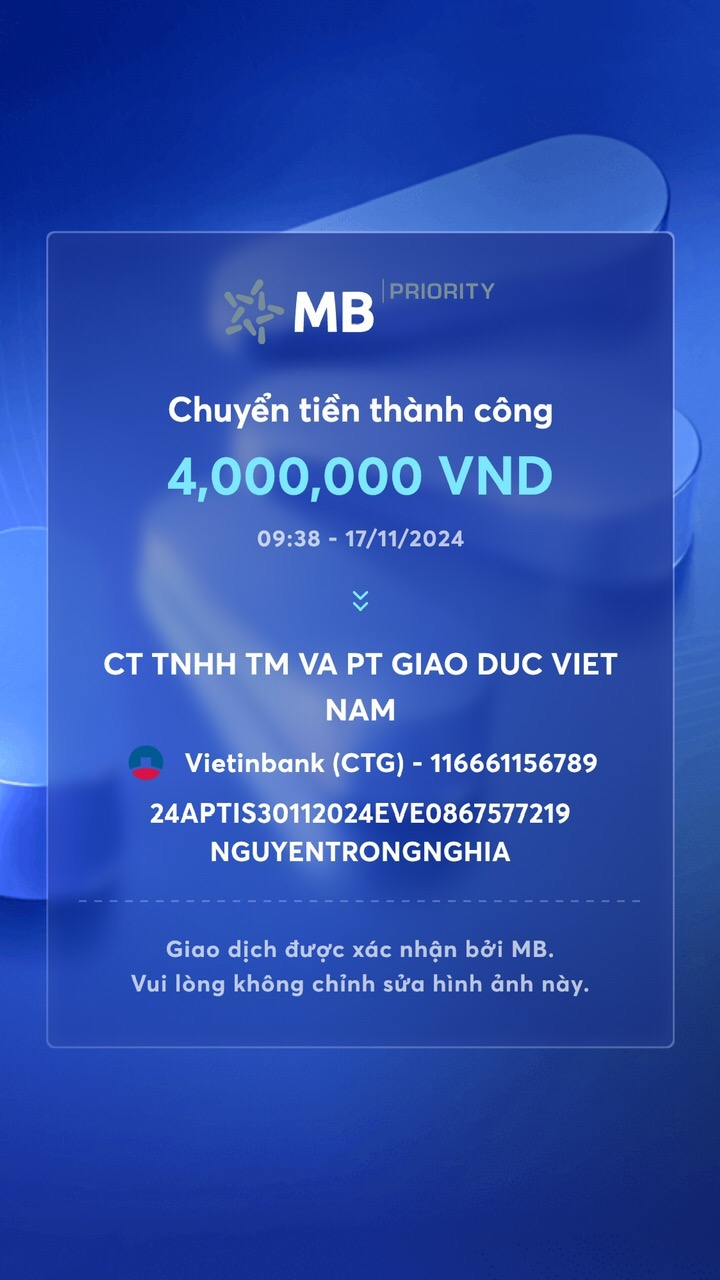 MB PRIORITY
Chuyển tiền thành công
4,000,000 VND
09:38 - 17/11/2024
CT TNHH TM VA PT GIAO DUC VIET
NAM
Vietinbank (CTG) - 116661156789
24APTIS30112024EVE0867577219
NGUYENTRONGNGHIA
Giao dịch được xác nhận bởi MB.
Vui lòng không chỉnh sửa hình ảnh này.